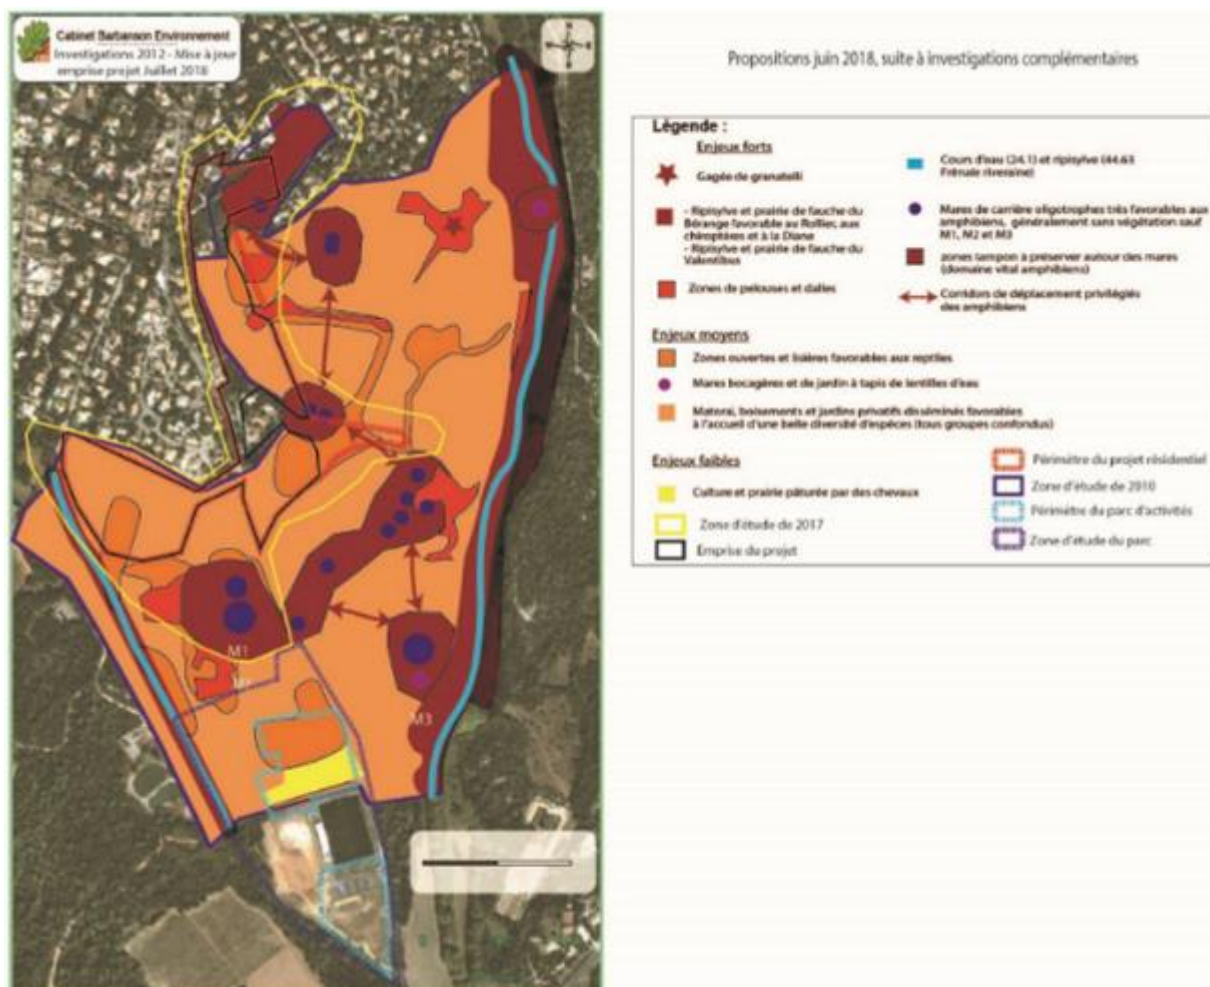 Cabinet Barbanson Environnement
Investigations 2012 - Mise à jour
emprise projet Juillet 2018
Propositions juin 2018, suite à investigations complémentaires
Légende :
Enjeux forts
Gagée de granatelli
- Ripisylve et prairie de fauche du
Bérange favorable au Rollier, aux
chiroptères et à la Diane
- Ripisylve et prairie de fauche du
Valentibus
Zones de pelouses et dalles
Cours d'eau (24.1) et ripisylve (44.63
Frênaie riveraine)
Mares de carrière oligotrophes très favorables aux
amphibiens, généralement sans végétation sauf
M1, M2 et M3
zones tampon à préserver autour des mares
(domaine vital amphibiens)
Corridors de déplacement privilégiés
des amphibiens
Enjeux moyens
Zones ouvertes et lisières favorables aux reptiles
Mares bocagères et de jardin à tapis de lentilles d'eau
Matoral, boisements et jardins privatifs disséminés favorables
à l'accueil d'une belle diversité d'espèces (tous groupes confondus)
Enjeux faibles
Culture et prairie pâturée par des chevaux
Zone d'étude de 2017
Emprise du projet
Périmètre du projet résidentiel
Zone d'étude de 2010
Périmètre du parc d'activités
Zone d'étude du parc
M1
M3